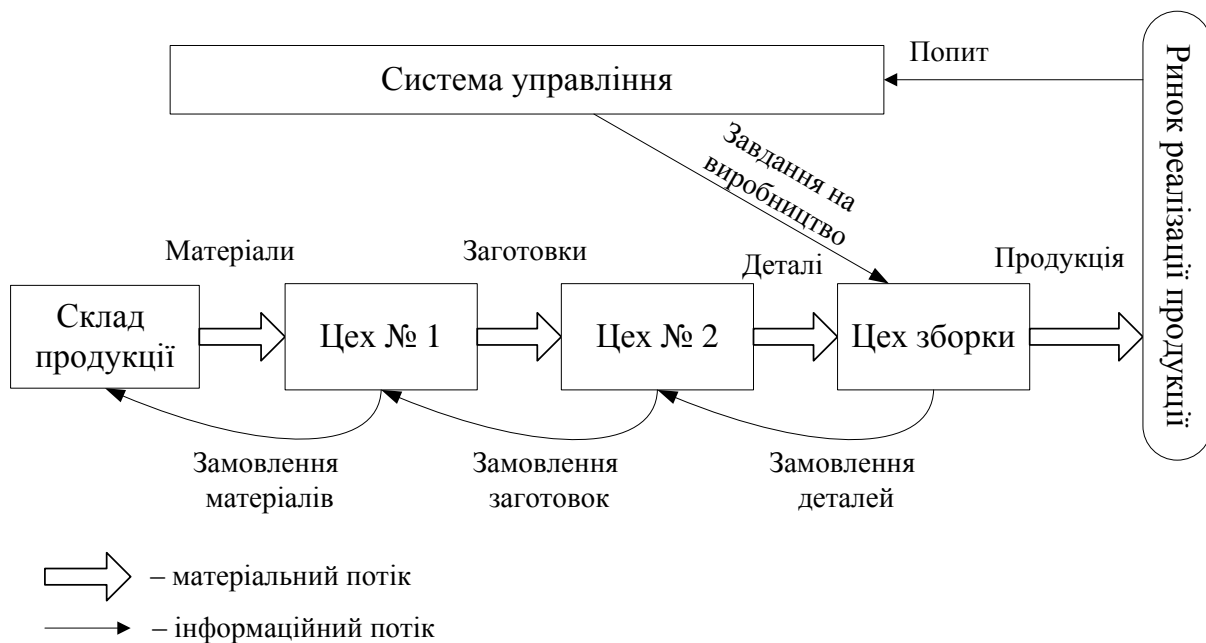 Система управління
Попит
Ринок реалізації продукції
Завдання на
виробництво
Матеріали
Заготовки
Деталі
Продукція
Склад
продукції
Цех № 1
Цех № 2
Цех зборки
Замовлення
матеріалів
Замовлення
заготовок
Замовлення
деталей
– матеріальний потік
– інформаційний потік